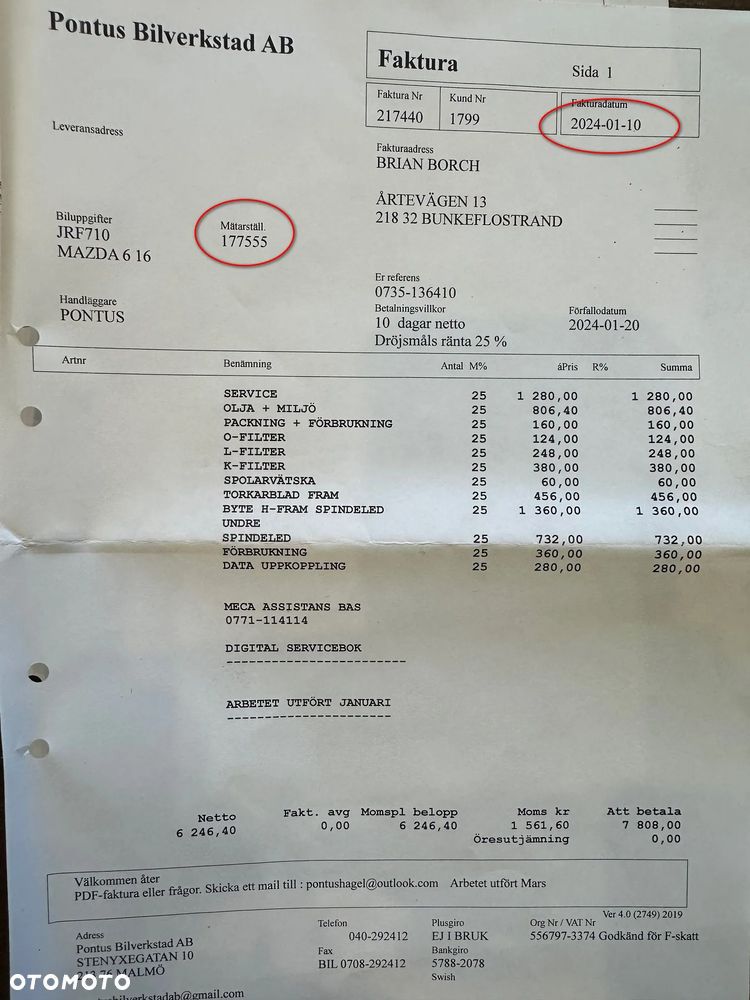 Pontus Bilverkstad AB
Faktura
Sida 1
Faktura Nr Kund Nr Fakturadatum
217440 1799 2024-01-10
Leveransadress
Fakturaadress
BRIAN BORCH
ÅRTEVÄGEN 13
218 32 BUNKEFLOSTRAND
Biluppgifter
JRF710
MAZDA 6 16
Mätarställ.
177555
Er referens
0735-136410
Betalningsvillkor
10 dagar netto
Dröjsmåls ränta 25 %
Förfallodatum
2024-01-20
Handläggare
PONTUS
Artnr Benämning Antal M% áPris R% Summa
SERVICE 25 1 280,00 1 280,00
OLJA + MILJÖ 25 806,40 806,40
PACKNING + FÖRBRUKNING 25 160,00 160,00
O-FILTER 25 124,00 124,00
L-FILTER 25 248,00 248,00
K-FILTER 25 380,00 380,00
SPOLARVÄTSKA 25 60,00 60,00
TORKARBLAD FRAM 25 456,00 456,00
BYTE H-FRAM SPINDELED 25 1 360,00 1 360,00
UNDRE
SPINDELED 25 732,00 732,00
FÖRBRUKNING 25 360,00 360,00
DATA UPPKOPPLING 25 280,00 280,00
MECA ASSISTANS BAS
0771-114114
DIGITAL SERVICEBOK
-------------------------
ARBETET UTFÖRT JANUARI
-----------------------
Netto Fakt. avg Momspl belopp Moms kr Att betala
6 246,40 0,00 6 246,40 1 561,60 7 808,00
Öresutjämning 0,00
Välkommen åter
PDF-faktura eller frågor. Skicka ett mail till : pontushagel@outlook.com Arbetet utfört Mars
Ver 4.0 (2749) 2019
Adress
Pontus Bilverkstad AB
STENYXEGATAN 10
213 76 MALMÖ
Telefon
040-292412
Fax
BIL 0708-292412
Plusgiro
EJ I BRUK
Bankgiro
5788-2078
Swish
Org Nr / VAT Nr
556797-3374 Godkänd för F-skatt
OTOMOTO